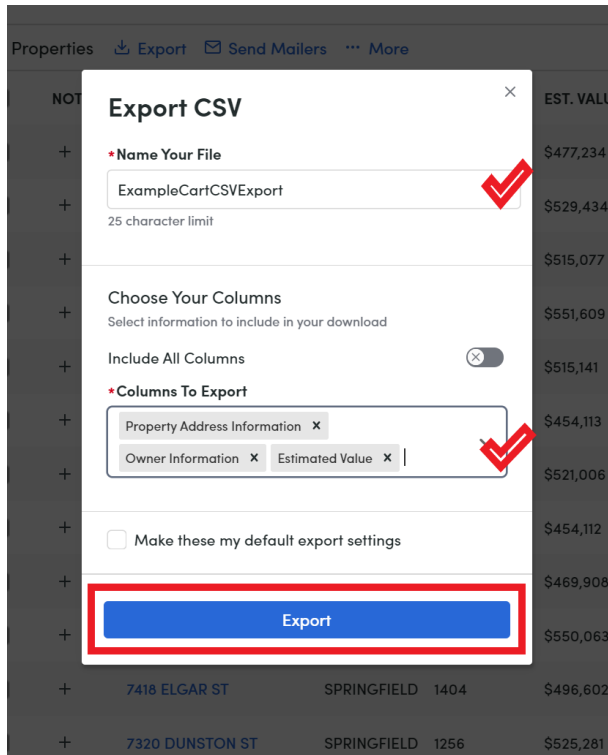 Properties Export Send Mailers ··· More
NOT EST. VALU
Export CSV
*Name Your File
ExampleCartCSVExport
25 character limit
Choose Your Columns
Select information to include in your download
Include All Columns
*Columns To Export
Property Address Information ×
Owner Information × Estimated Value ×
Make these my default export settings
Export
+ $477,234
+ $529,434
+ $515,077
+ $551,609
+ $515,141
+ $454,113
+ $521,006
+ $454,112
+ $469,908
+ $550,063
+ 7418 ELGAR ST SPRINGFIELD 1404 $496,602
+ 7320 DUNSTON ST SPRINGFIELD 1256 $525,281